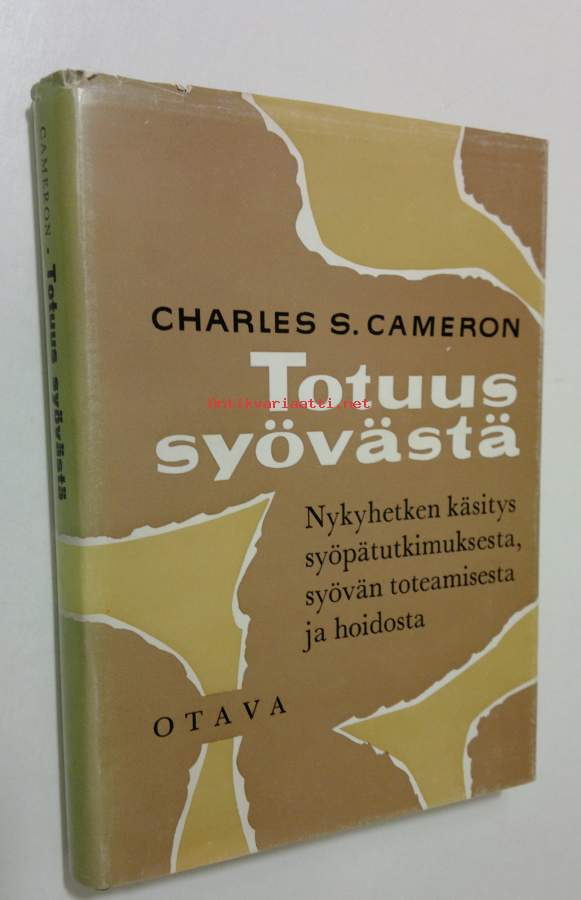 CAMERON • Totuus syövästä
CHARLES S. CAMERON
Totuus
antikvariaatti.net
syövästä
Nykyhetken käsitys
syöpätutkimuksesta,
syövän toteamisesta
ja hoidosta
OTAVA